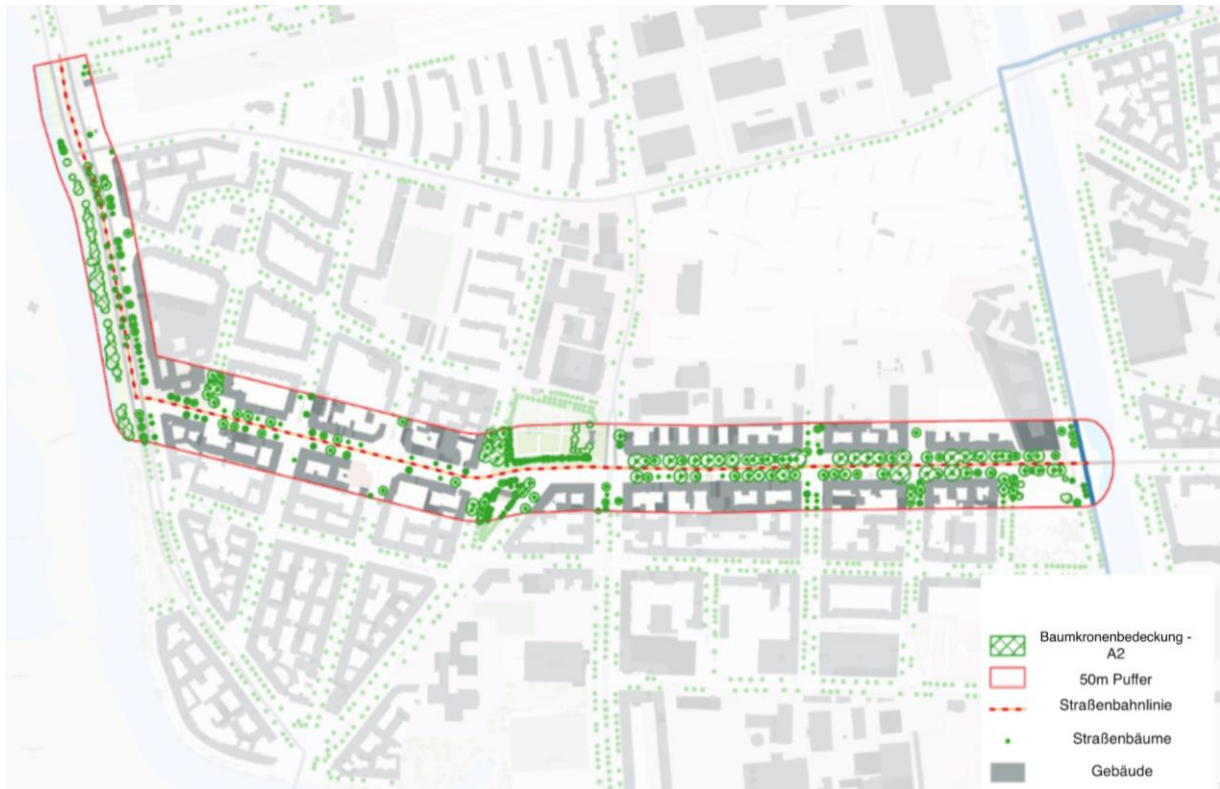 Baumkronenbedeckung -
A2
50m Puffer
Straßenbahnlinie
Straßenbäume
Gebäude